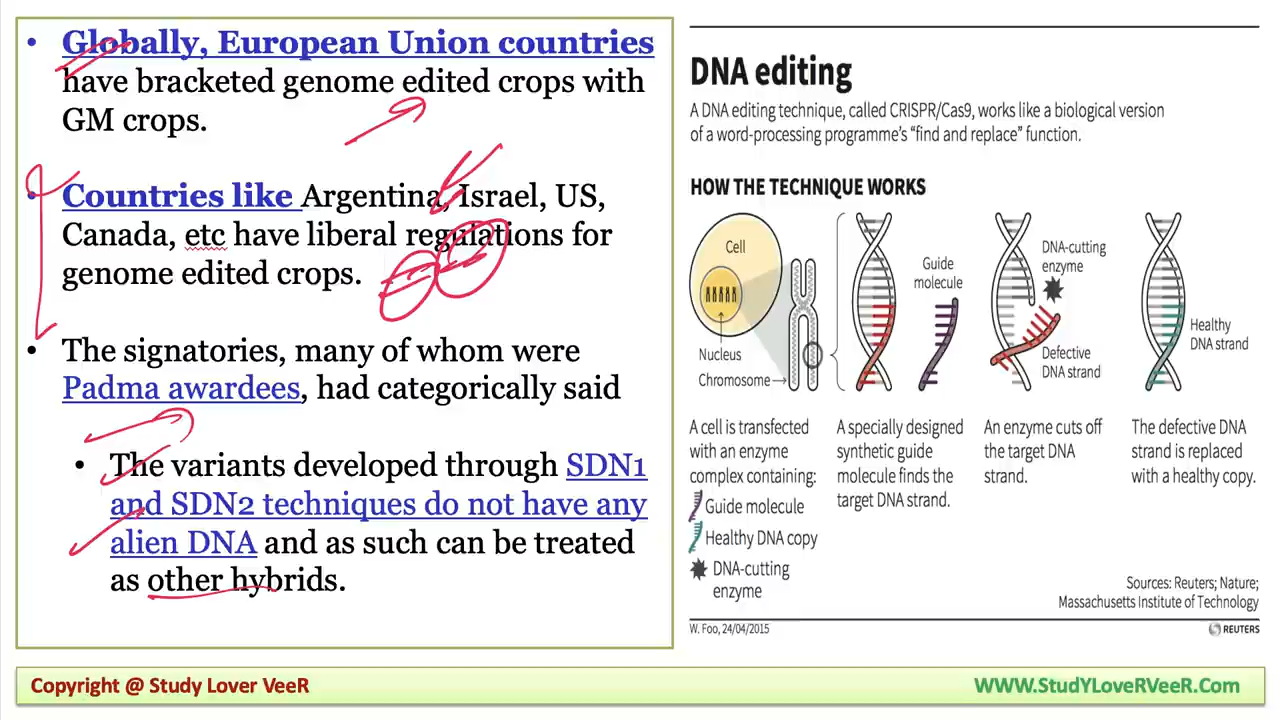 • Globally, European Union countries
have bracketed genome edited crops with
GM crops.
• Countries like Argentina, Israel, US,
Canada, etc have liberal regulations for
genome edited crops.
• The signatories, many of whom were
Padma awardees, had categorically said
• The variants developed through SDN1
and SDN2 techniques do not have any
alien DNA and as such can be treated
as other hybrids.
DNA editing
A DNA editing technique, called CRISPR/Cas9, works like a biological version
of a word-processing programme's “find and replace” function.
HOW THE TECHNIQUE WORKS
Cell
Nucleus
Chromosome
Guide
molecule
DNA-cutting
enzyme
Defective
DNA strand
Healthy
DNA strand
A cell is transfected
with an enzyme
complex containing:
Guide molecule
Healthy DNA copy
DNA-cutting
enzyme
A specially designed
synthetic guide
molecule finds the
target DNA strand.
An enzyme cuts off
the target DNA
strand.
The defective DNA
strand is replaced
with a healthy copy.
Sources: Reuters; Nature;
Massachusetts Institute of Technology
W. Foo, 24/04/2015
REUTERS
Copyright @ Study Lover VeeR
WWW.StudYLoveRVeeR.Com